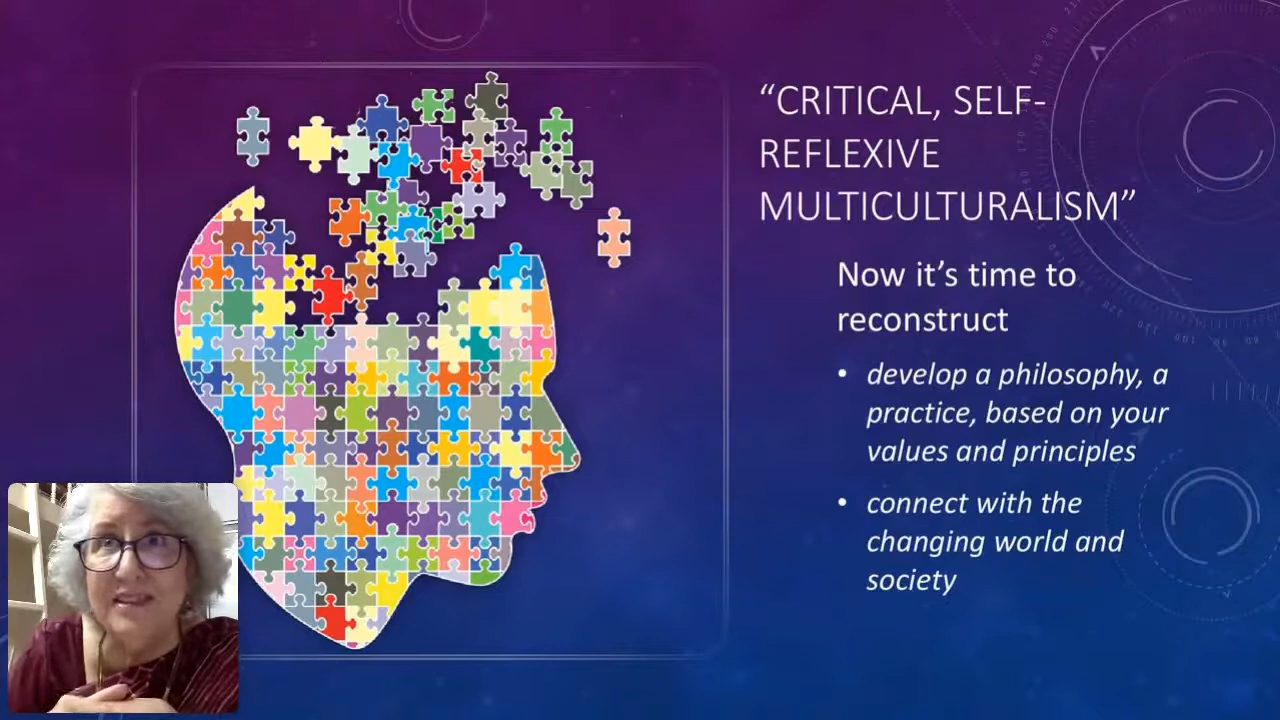 “CRITICAL, SELF-
REFLEXIVE
MULTICULTURALISM”
Now it’s time to
reconstruct
• develop a philosophy, a
practice, based on your
values and principles
• connect with the
changing world and
society